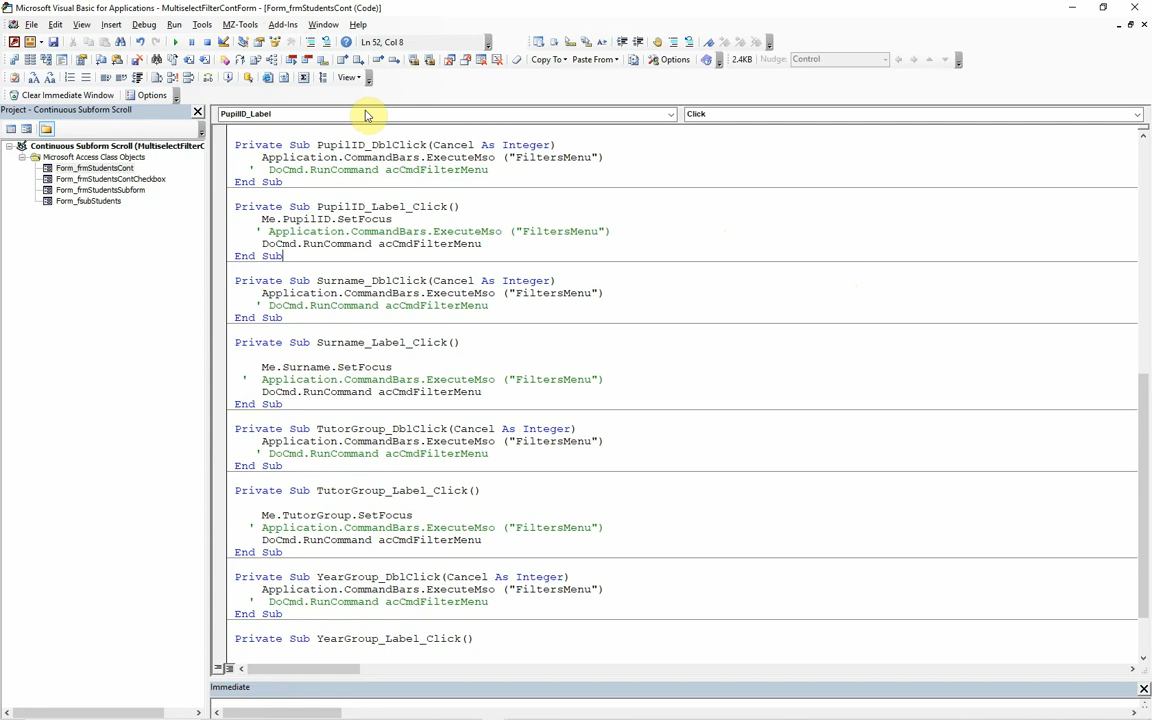 Microsoft Visual Basic for Applications - MultiselectFilterContForm - [Form_frmStudentsCont (Code)]
File Edit View Insert Debug Run Tools MZ-Tools Add-Ins Window Help
Ln 52, Col 8
Copy To Paste From Options 2.4KB Nudge: Control
View
Clear Immediate Window Options
Project - Continuous Subform Scroll
PupilID_Label Click
Continuous Subform Scroll (MultiselectFilterC
Microsoft Access Class Objects
Form_frmStudentsCont
Form_frmStudentsContCheckbox
Form_frmStudentsSubform
Form_fsubStudents
Private Sub PupilID_DblClick(Cancel As Integer)
Application.CommandBars.ExecuteMso ("FiltersMenu")
' DoCmd.RunCommand acCmdFilterMenu
End Sub
Private Sub PupilID_Label_Click()
Me.PupilID.SetFocus
' Application.CommandBars.ExecuteMso ("FiltersMenu")
DoCmd.RunCommand acCmdFilterMenu
End Sub
Private Sub Surname_DblClick(Cancel As Integer)
Application.CommandBars.ExecuteMso ("FiltersMenu")
' DoCmd.RunCommand acCmdFilterMenu
End Sub
Private Sub Surname_Label_Click()
Me.Surname.SetFocus
' Application.CommandBars.ExecuteMso ("FiltersMenu")
DoCmd.RunCommand acCmdFilterMenu
End Sub
Private Sub TutorGroup_DblClick(Cancel As Integer)
Application.CommandBars.ExecuteMso ("FiltersMenu")
' DoCmd.RunCommand acCmdFilterMenu
End Sub
Private Sub TutorGroup_Label_Click()
Me.TutorGroup.SetFocus
' Application.CommandBars.ExecuteMso ("FiltersMenu")
DoCmd.RunCommand acCmdFilterMenu
End Sub
Private Sub YearGroup_DblClick(Cancel As Integer)
Application.CommandBars.ExecuteMso ("FiltersMenu")
' DoCmd.RunCommand acCmdFilterMenu
End Sub
Private Sub YearGroup_Label_Click()
Immediate